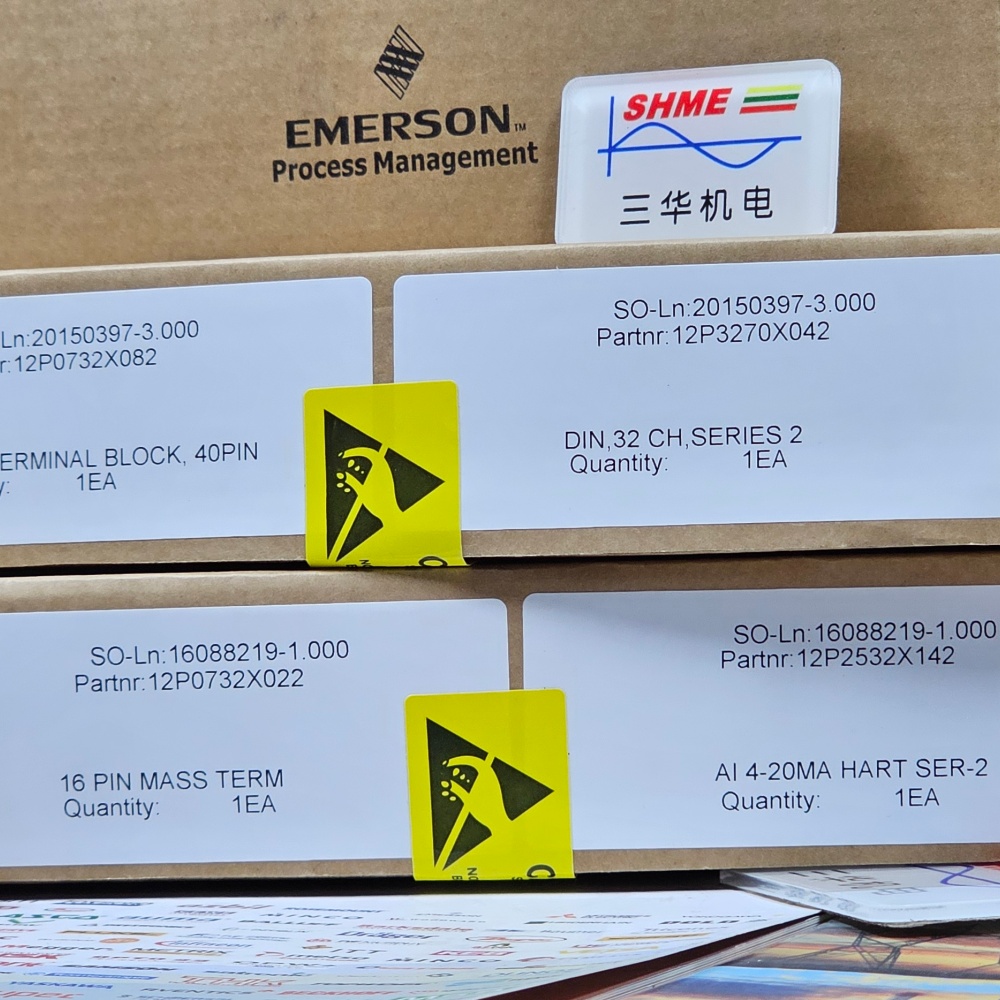 EMERSON™
Process Management
SHME
三华机电
Ln:20150397-3.000
r:12P0732X082
ERMINAL BLOCK, 40PIN
y: 1EA
SO-Ln:20150397-3.000
Partnr:12P3270X042
DIN,32 CH,SERIES 2
Quantity: 1EA
SO-Ln:16088219-1.000
Partnr:12P0732X022
16 PIN MASS TERM
Quantity: 1EA
SO-Ln:16088219-1.000
Partnr:12P2532X142
AI 4-20MA HART SER-2
Quantity: 1EA